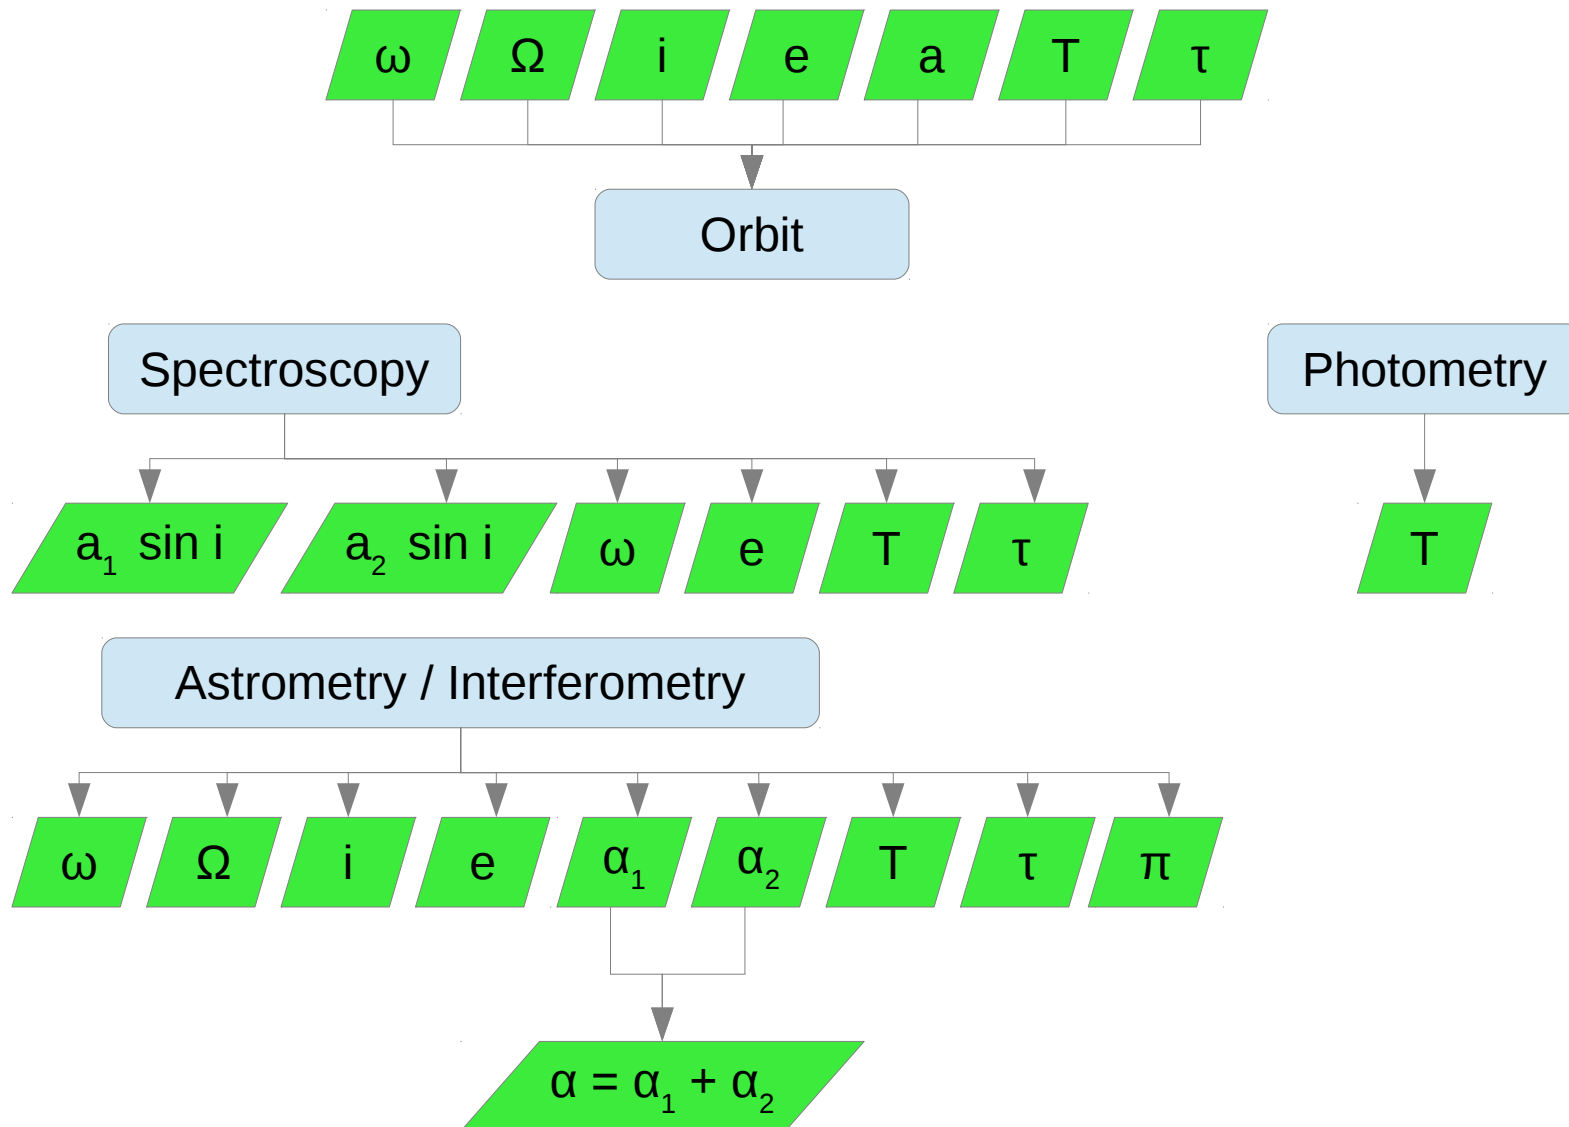 ω Ω i e a T τ
Orbit
Spectroscopy
Photometry
a₁ sin i a₂ sin i ω e T τ
T
Astrometry / Interferometry
ω Ω i e α₁ α₂ T τ π
α = α₁ + α₂